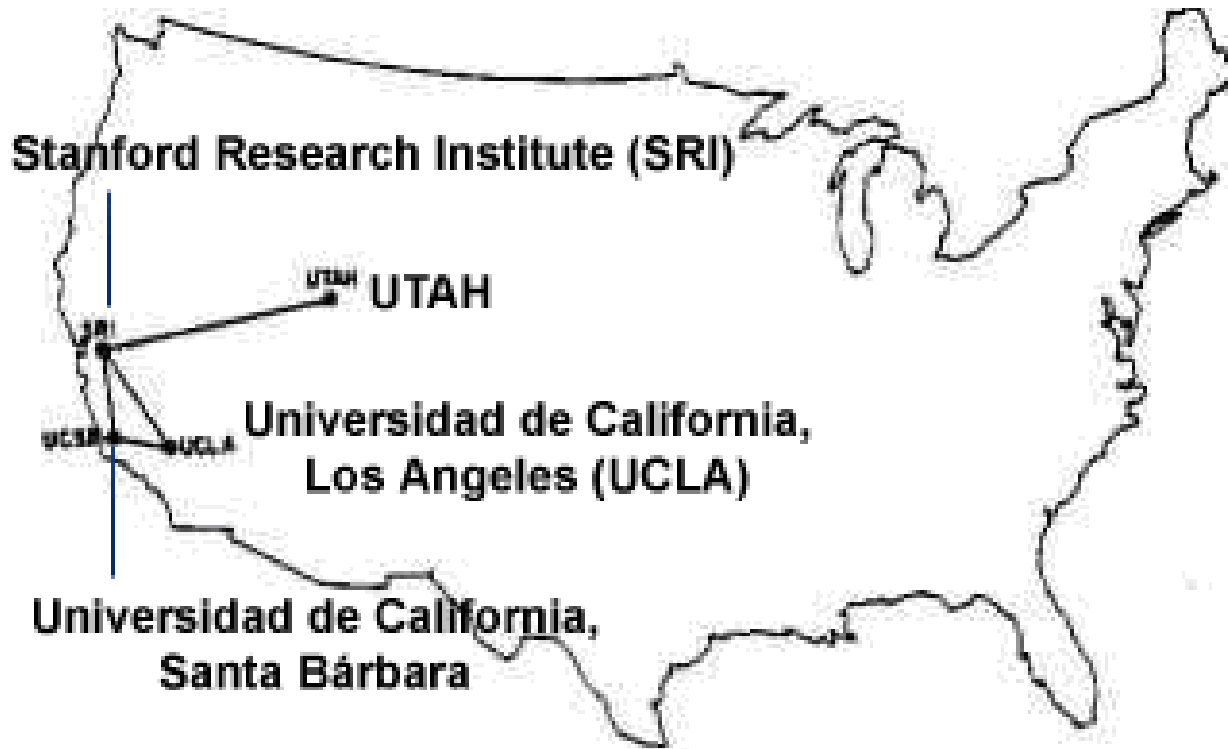 Stanford Research Institute (SRI)
UTAH UTAH
SRI
Universidad de California,
Los Angeles (UCLA)
UCSB UCLA
Universidad de California,
Santa Bárbara